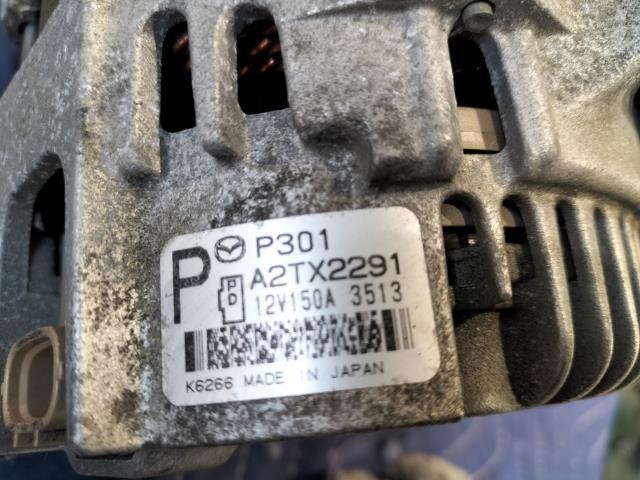 P P301
A2TX2291
12V150A 3513
K6266 MADE IN JAPAN